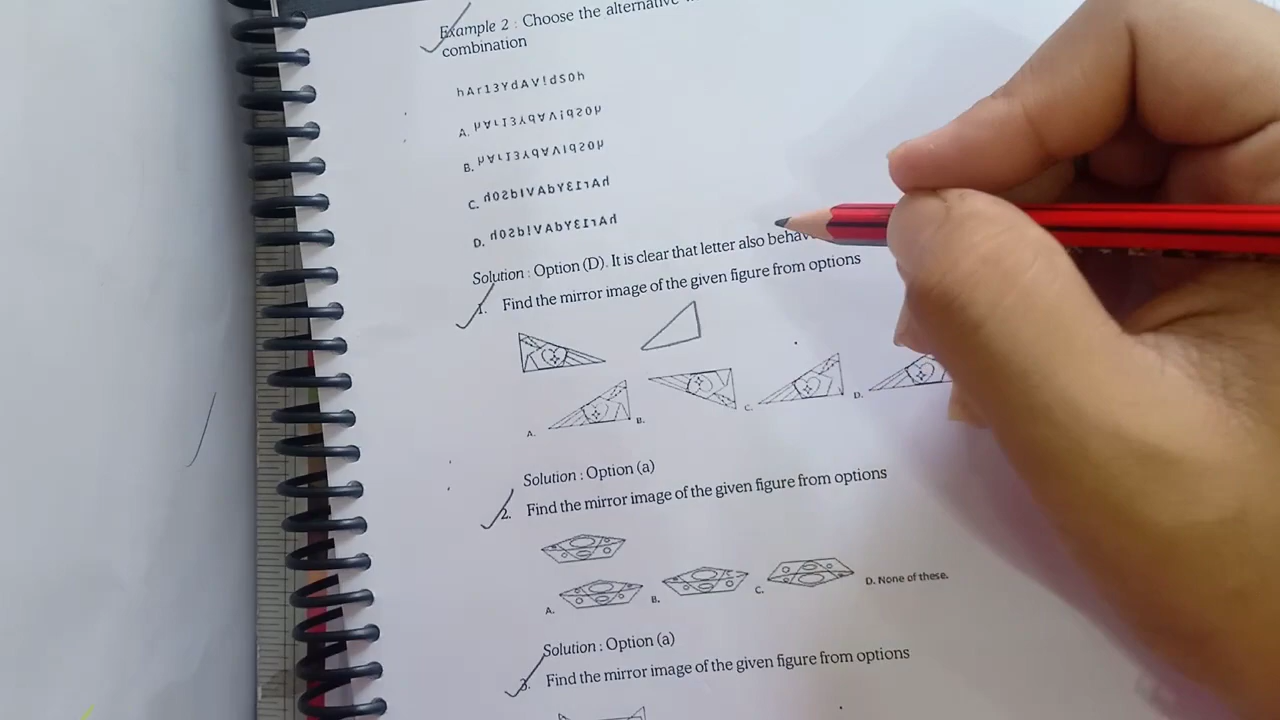 Example 2 : Choose the alternative
combination
hAr13YdAV!dS0h
A.
B.
C.
D.
Solution : Option (D). It is clear that letter also
1. Find the mirror image of the given figure from options
A. B. C. D.
Solution : Option (a)
2. Find the mirror image of the given figure from options
A. B. C. D. None of these.
Solution : Option (a)
3. Find the mirror image of the given figure from options